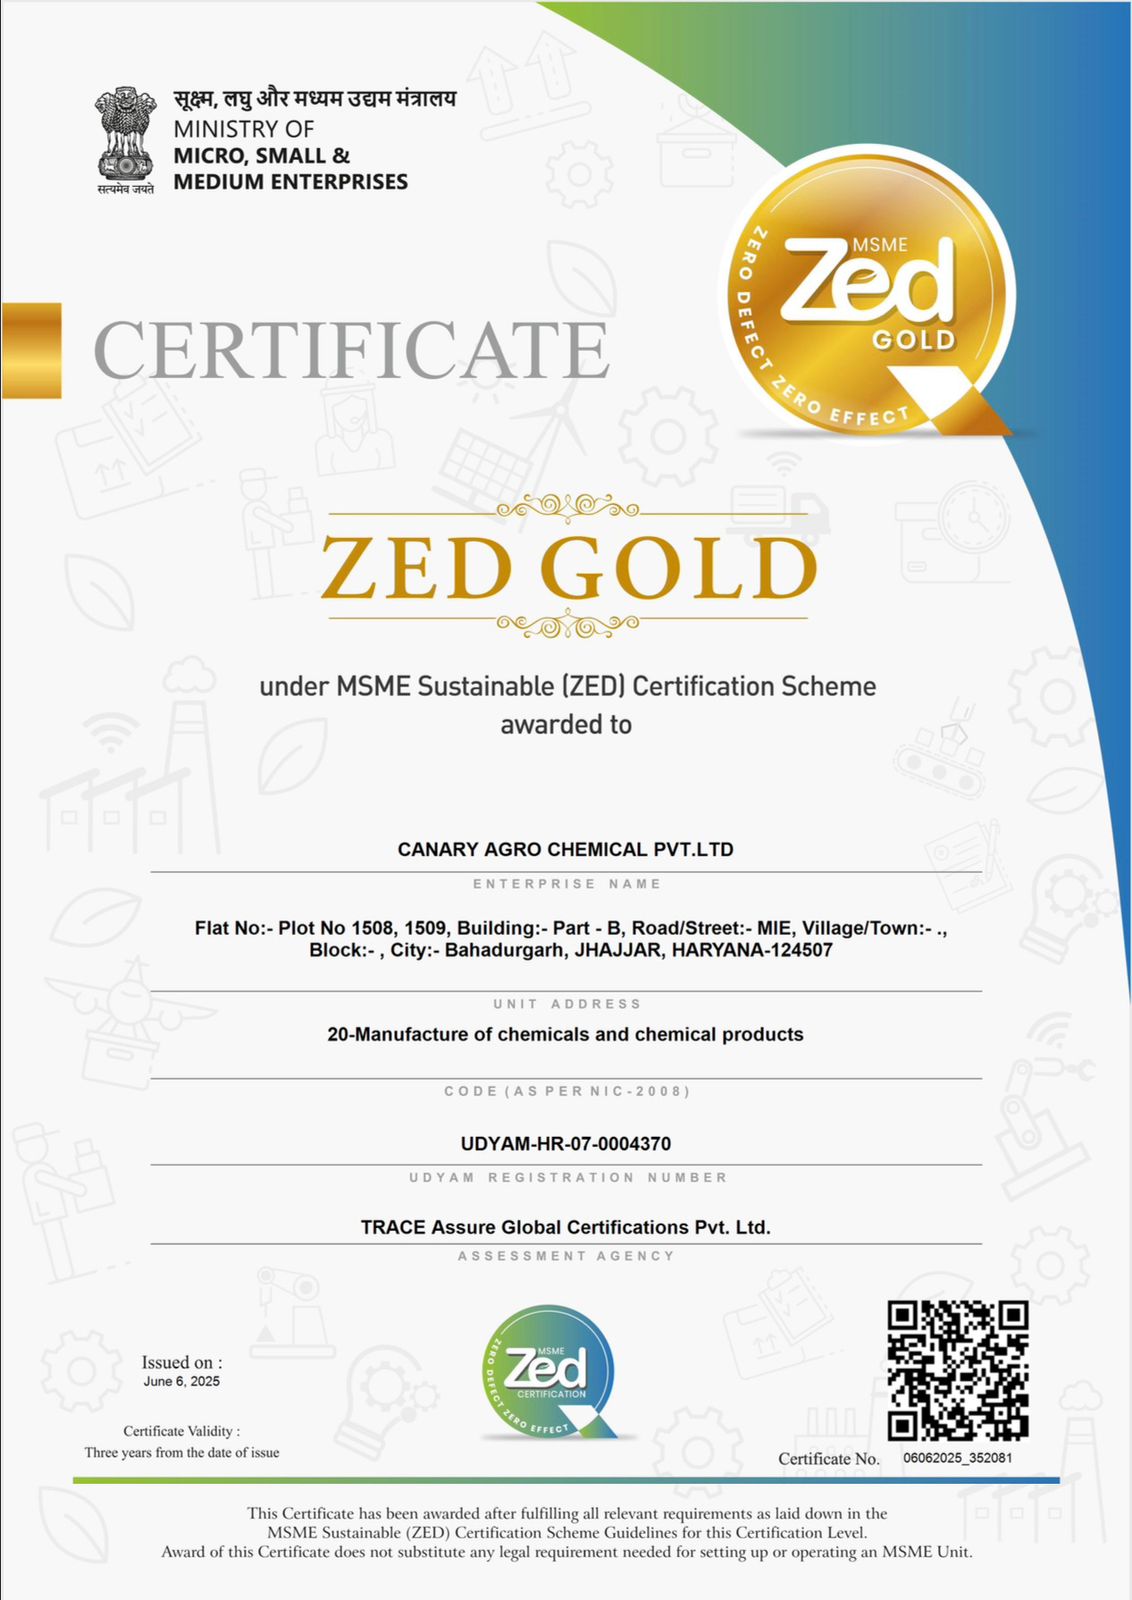 सूक्ष्म, लघु और मध्यम उद्यम मंत्रालय
MINISTRY OF
MICRO, SMALL &
MEDIUM ENTERPRISES
सत्यमेव जयते
MSME
Zed
GOLD
ZERO DEFECT ZERO EFFECT
CERTIFICATE
ZED GOLD
under MSME Sustainable (ZED) Certification Scheme
awarded to
CANARY AGRO CHEMICAL PVT.LTD
ENTERPRISE NAME
Flat No:- Plot No 1508, 1509, Building:- Part - B, Road/Street:- MIE, Village/Town:- .,
Block:- , City:- Bahadurgarh, JHAJJAR, HARYANA-124507
UNIT ADDRESS
20-Manufacture of chemicals and chemical products
CODE (AS PER NIC-2008)
UDYAM-HR-07-0004370
UDYAM REGISTRATION NUMBER
TRACE Assure Global Certifications Pvt. Ltd.
ASSESSMENT AGENCY
Issued on :
June 6, 2025
Certificate Validity :
Three years from the date of issue
MSME
Zed
CERTIFICATION
ZERO DEFECT ZERO EFFECT
Certificate No. 06062025_352081
This Certificate has been awarded after fulfilling all relevant requirements as laid down in the
MSME Sustainable (ZED) Certification Scheme Guidelines for this Certification Level.
Award of this Certificate does not substitute any legal requirement needed for setting up or operating an MSME Unit.